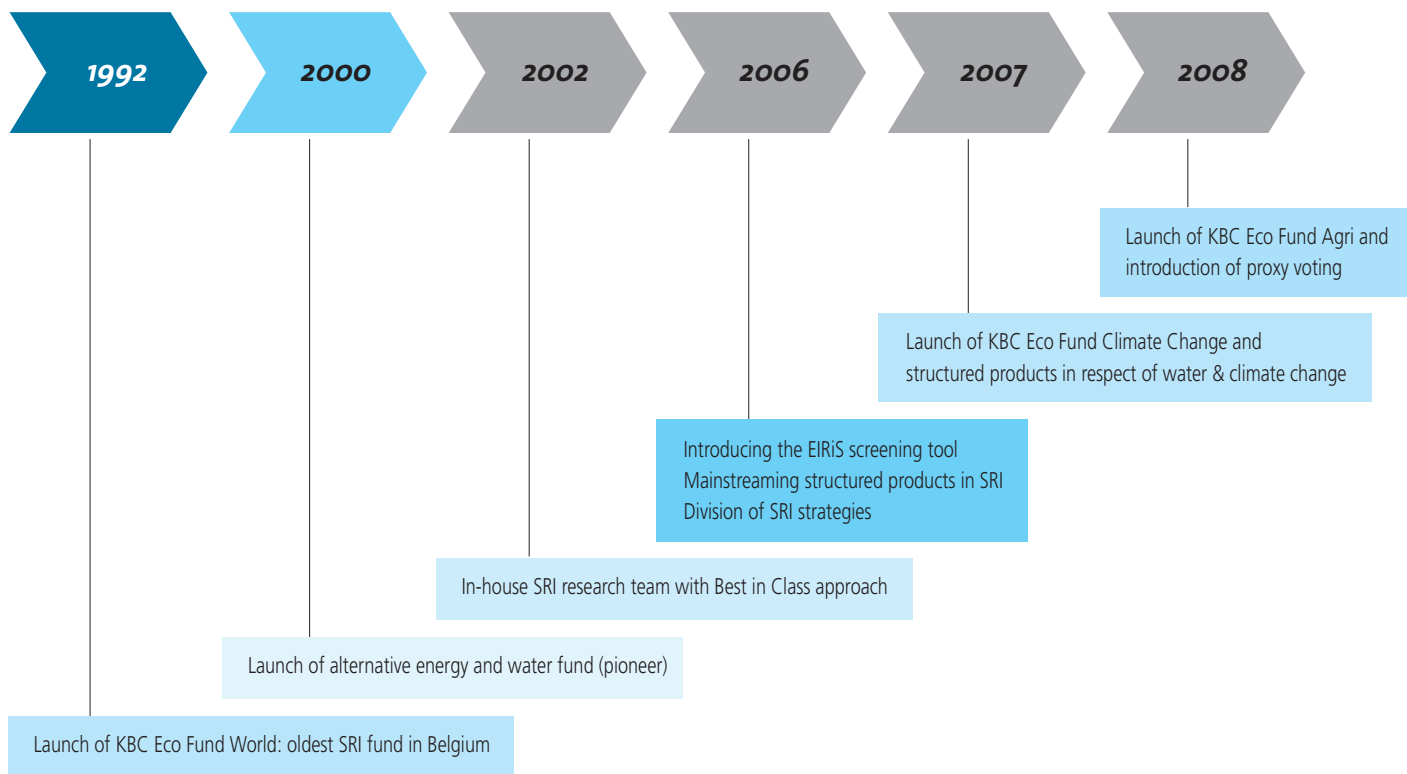 1992
2000
2002
2006
2007
2008
Launch of KBC Eco Fund Agri and
introduction of proxy voting
Launch of KBC Eco Fund Climate Change and
structured products in respect of water & climate change
Introducing the EIRiS screening tool
Mainstreaming structured products in SRI
Division of SRI strategies
In-house SRI research team with Best in Class approach
Launch of alternative energy and water fund (pioneer)
Launch of KBC Eco Fund World: oldest SRI fund in Belgium